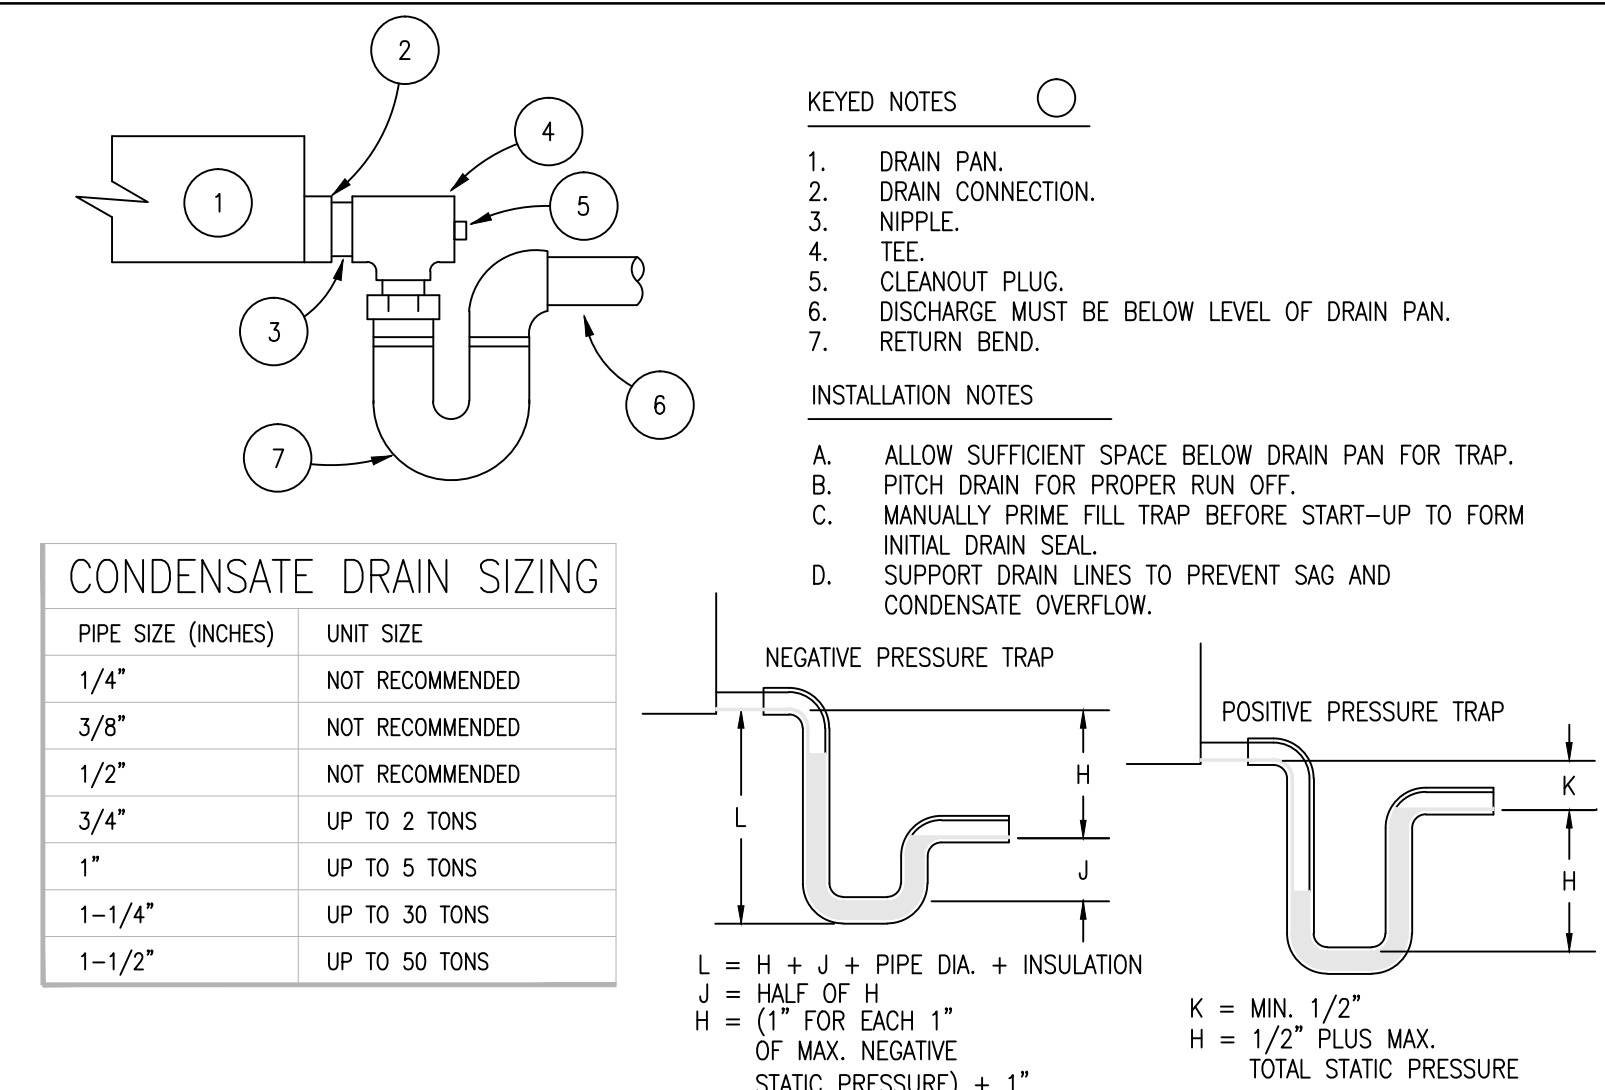 2
4
1
5
3
6
7
KEYED NOTES
1. DRAIN PAN.
2. DRAIN CONNECTION.
3. NIPPLE.
4. TEE.
5. CLEANOUT PLUG.
6. DISCHARGE MUST BE BELOW LEVEL OF DRAIN PAN.
7. RETURN BEND.
INSTALLATION NOTES
A. ALLOW SUFFICIENT SPACE BELOW DRAIN PAN FOR TRAP.
B. PITCH DRAIN FOR PROPER RUN OFF.
C. MANUALLY PRIME FILL TRAP BEFORE START-UP TO FORM
INITIAL DRAIN SEAL.
D. SUPPORT DRAIN LINES TO PREVENT SAG AND
CONDENSATE OVERFLOW.
CONDENSATE DRAIN SIZING
PIPE SIZE (INCHES) UNIT SIZE
1/4" NOT RECOMMENDED
3/8" NOT RECOMMENDED
1/2" NOT RECOMMENDED
3/4" UP TO 2 TONS
1" UP TO 5 TONS
1-1/4" UP TO 30 TONS
1-1/2" UP TO 50 TONS
NEGATIVE PRESSURE TRAP
H
L
J
L = H + J + PIPE DIA. + INSULATION
J = HALF OF H
H = (1" FOR EACH 1"
OF MAX. NEGATIVE
STATIC PRESSURE) + 1"
POSITIVE PRESSURE TRAP
K
H
K = MIN. 1/2"
H = 1/2" PLUS MAX.
TOTAL STATIC PRESSURE